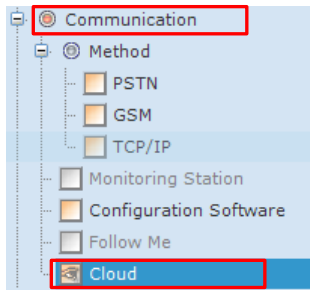 Communication
Method
PSTN
GSM
TCP/IP
Monitoring Station
Configuration Software
Follow Me
Cloud